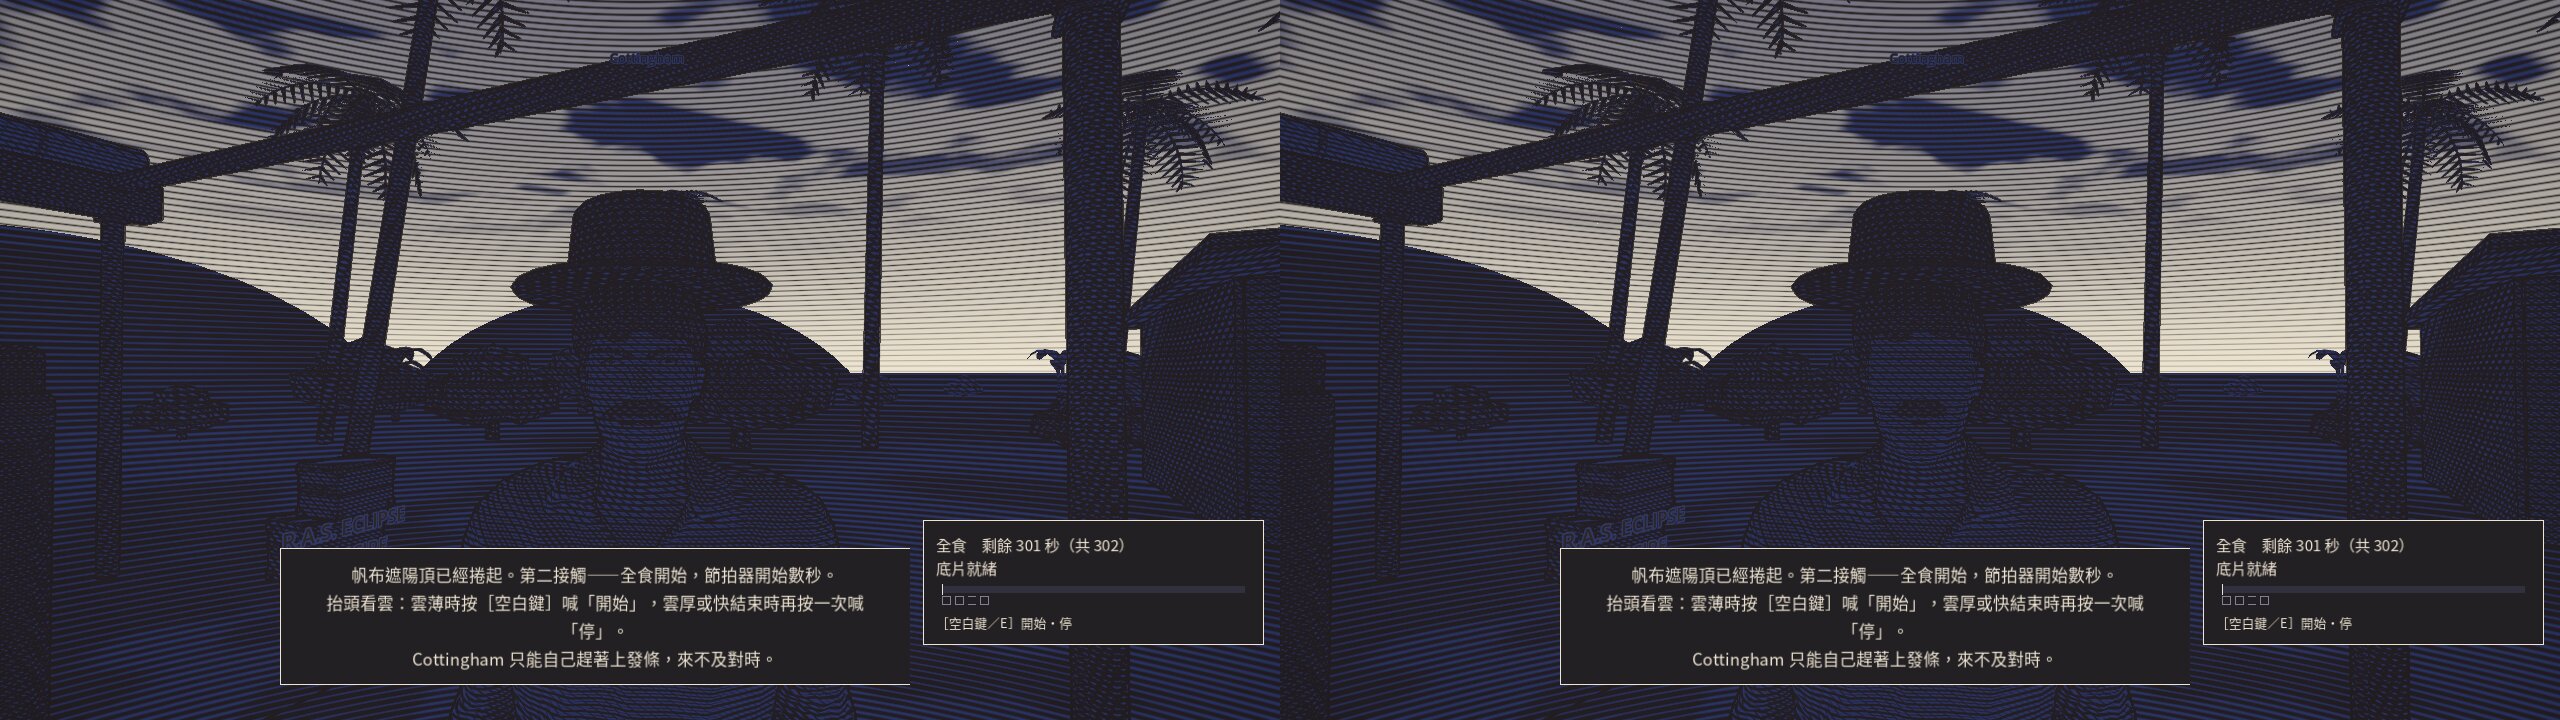 Cottingham
R.A.S. ECLIPSE
帆布遮陽頂已經捲起。第二接觸——全食開始，節拍器開始數秒。
抬頭看雲：雲薄時按［空白鍵］喊「開始」，雲厚或快結束時再按一次喊
「停」。
Cottingham 只能自己趕著上發條，來不及對時。
全食　剩餘 301 秒（共 302）
底片就緒
［空白鍵／E］開始・停
Cottingham
R.A.S. ECLIPSE
帆布遮陽頂已經捲起。第二接觸——全食開始，節拍器開始數秒。
抬頭看雲：雲薄時按［空白鍵］喊「開始」，雲厚或快結束時再按一次喊
「停」。
Cottingham 只能自己趕著上發條，來不及對時。
全食　剩餘 301 秒（共 302）
底片就緒
［空白鍵／E］開始・停